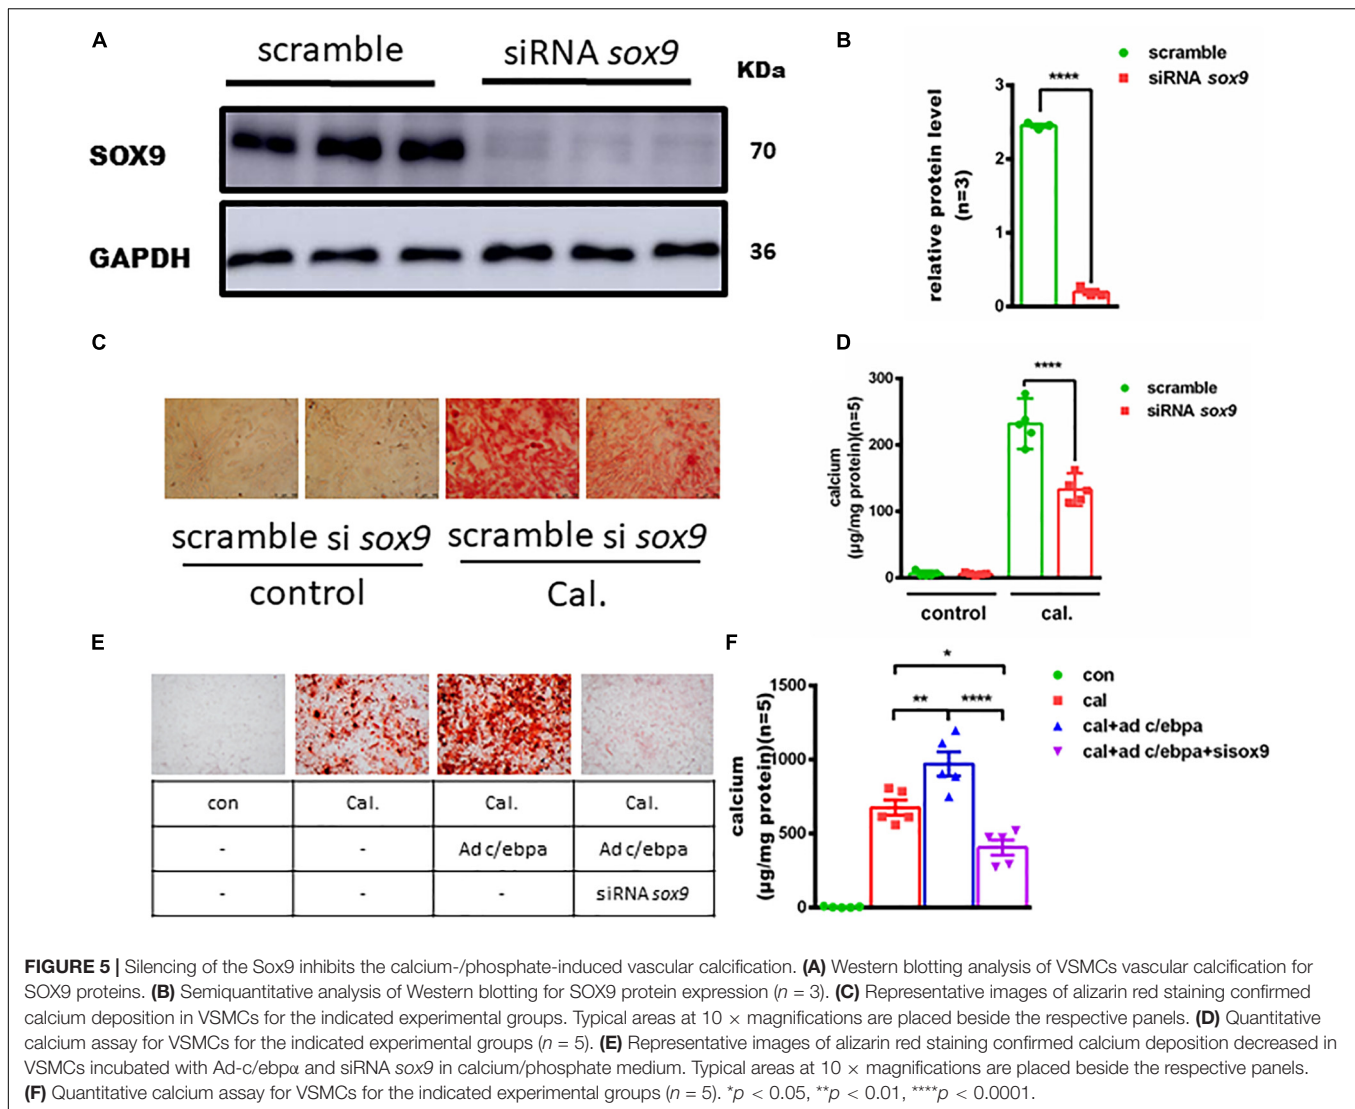 A
scramble
siRNA sox9
KDa
SOX9
70
GAPDH
36
B
scramble
siRNA sox9
relative protein level
(n=3)
3
2
1
0
****
C
scramble si sox9
scramble si sox9
control
Cal.
D
calcium
(µg/mg protein)(n=5)
300
200
100
0
****
scramble
siRNA sox9
control
cal.
E
con
Cal.
Cal.
Cal.
-
-
Ad c/ebpa
Ad c/ebpa
-
-
-
siRNA sox9
F
calcium
(µg/mg protein)(n=5)
1500
1000
500
0
*
**
****
con
cal
cal+ad c/ebpa
cal+ad c/ebpa+sisox9
FIGURE 5 | Silencing of the Sox9 inhibits the calcium-/phosphate-induced vascular calcification. (A) Western blotting analysis of VSMCs vascular calcification for
SOX9 proteins. (B) Semiquantitative analysis of Western blotting for SOX9 protein expression (n = 3). (C) Representative images of alizarin red staining confirmed
calcium deposition in VSMCs for the indicated experimental groups. Typical areas at 10 × magnifications are placed beside the respective panels. (D) Quantitative
calcium assay for VSMCs for the indicated experimental groups (n = 5). (E) Representative images of alizarin red staining confirmed calcium deposition decreased in
VSMCs incubated with Ad-c/ebpα and siRNA sox9 in calcium/phosphate medium. Typical areas at 10 × magnifications are placed beside the respective panels.
(F) Quantitative calcium assay for VSMCs for the indicated experimental groups (n = 5). *p < 0.05, **p < 0.01, ****p < 0.0001.